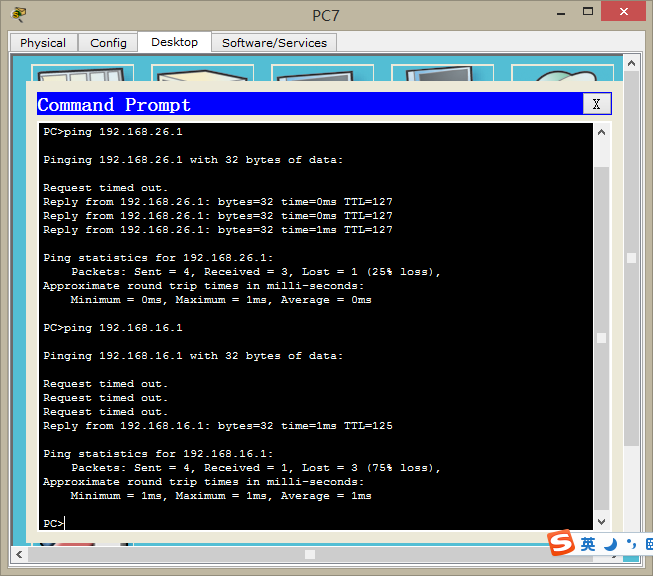 PC7
Physical
Config
Desktop
Software/Services
Command Prompt
X
PC>ping 192.168.26.1
Pinging 192.168.26.1 with 32 bytes of data:
Request timed out.
Reply from 192.168.26.1: bytes=32 time=0ms TTL=127
Reply from 192.168.26.1: bytes=32 time=0ms TTL=127
Reply from 192.168.26.1: bytes=32 time=1ms TTL=127
Ping statistics for 192.168.26.1:
Packets: Sent = 4, Received = 3, Lost = 1 (25% loss),
Approximate round trip times in milli-seconds:
Minimum = 0ms, Maximum = 1ms, Average = 0ms
PC>ping 192.168.16.1
Pinging 192.168.16.1 with 32 bytes of data:
Request timed out.
Request timed out.
Request timed out.
Reply from 192.168.16.1: bytes=32 time=1ms TTL=125
Ping statistics for 192.168.16.1:
Packets: Sent = 4, Received = 1, Lost = 3 (75% loss),
Approximate round trip times in milli-seconds:
Minimum = 1ms, Maximum = 1ms, Average = 1ms
PC>
S 英